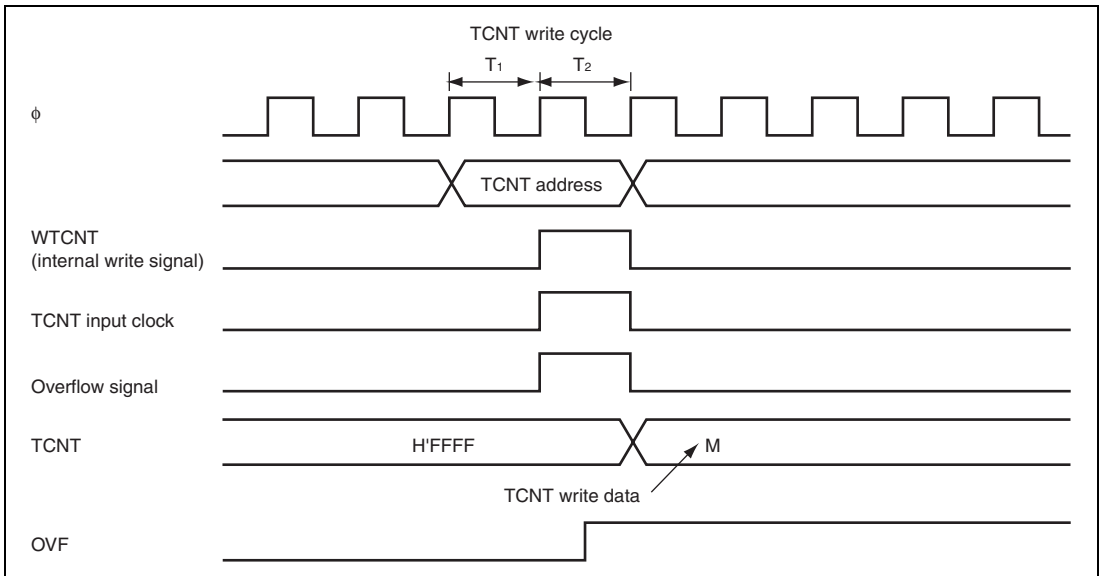 TCNT write cycle
T1 T2
ϕ
TCNT address
WTCNT
(internal write signal)
TCNT input clock
Overflow signal
TCNT H'FFFF M
TCNT write data
OVF